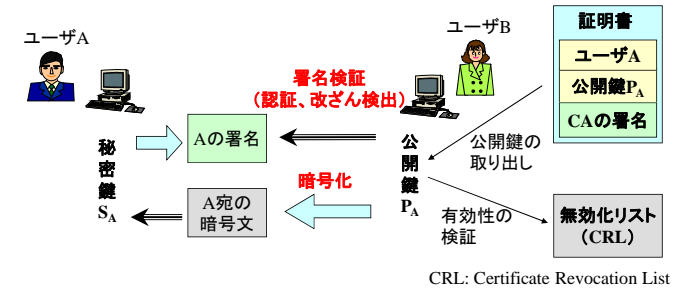 ユーザA
ユーザB
証明書
ユーザA
公開鍵PA
CAの署名
署名検証
（認証、改ざん検出）
Aの署名
秘密鍵SA
公開鍵PA
公開鍵の
取り出し
暗号化
A宛の
暗号文
有効性の
検証
無効化リスト
（CRL）
CRL: Certificate Revocation List